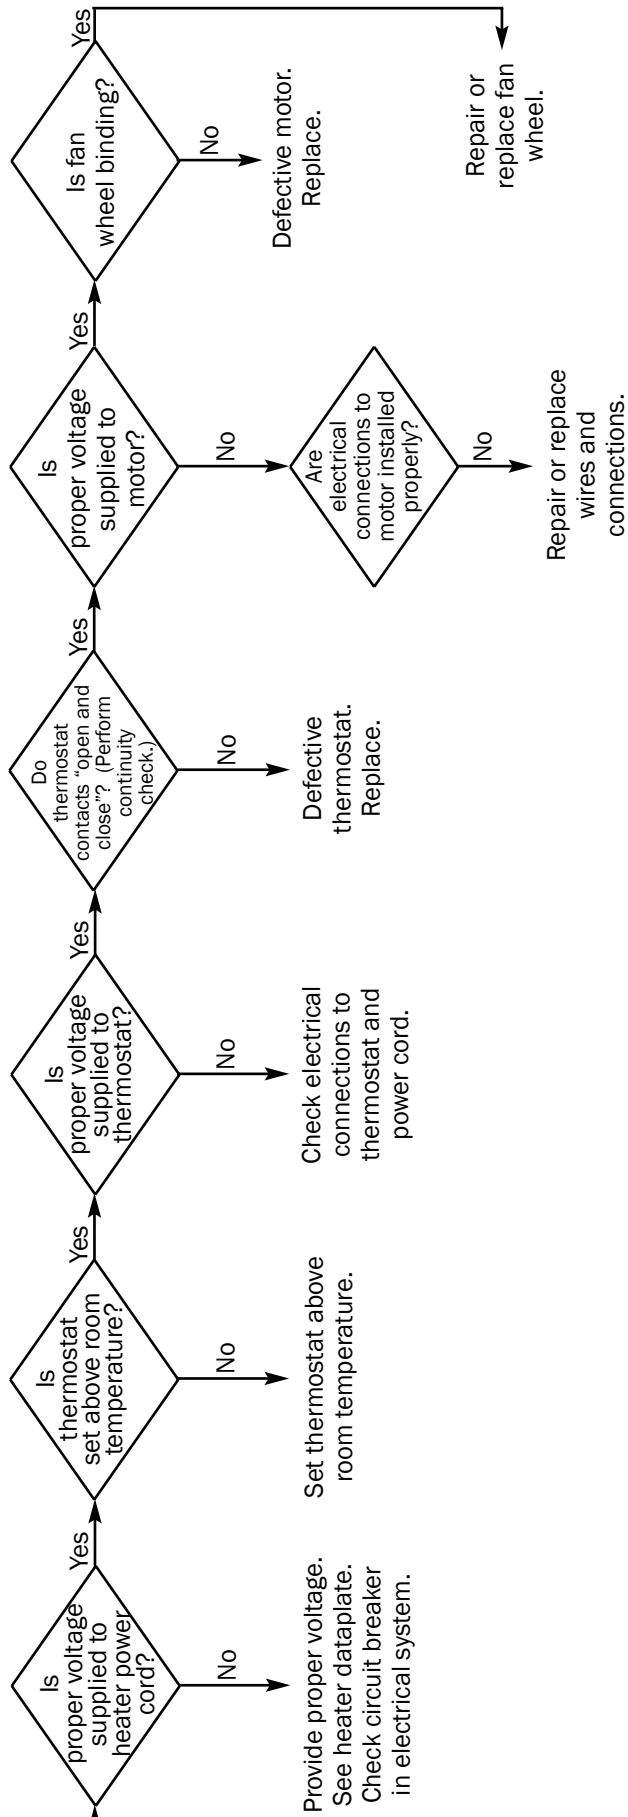 Is
proper voltage
supplied to
heater power
cord?
Yes
No
Provide proper voltage.
See heater dataplate.
Check circuit breaker
in electrical system.
Is
thermostat
set above room
temperature?
Yes
No
Set thermostat above
room temperature.
Is
proper voltage
supplied to
thermostat?
Yes
No
Check electrical
connections to
thermostat and
power cord.
Do
thermostat
contacts “open and
close”? (Perform
continuity
check.)
Yes
No
Defective
thermostat.
Replace.
Is
proper voltage
supplied to
motor?
Yes
No
Are
electrical
connections to
motor installed
properly?
No
Repair or replace
wires and
connections.
Is fan
wheel binding?
Yes
No
Defective motor.
Replace.
Repair or
replace fan
wheel.